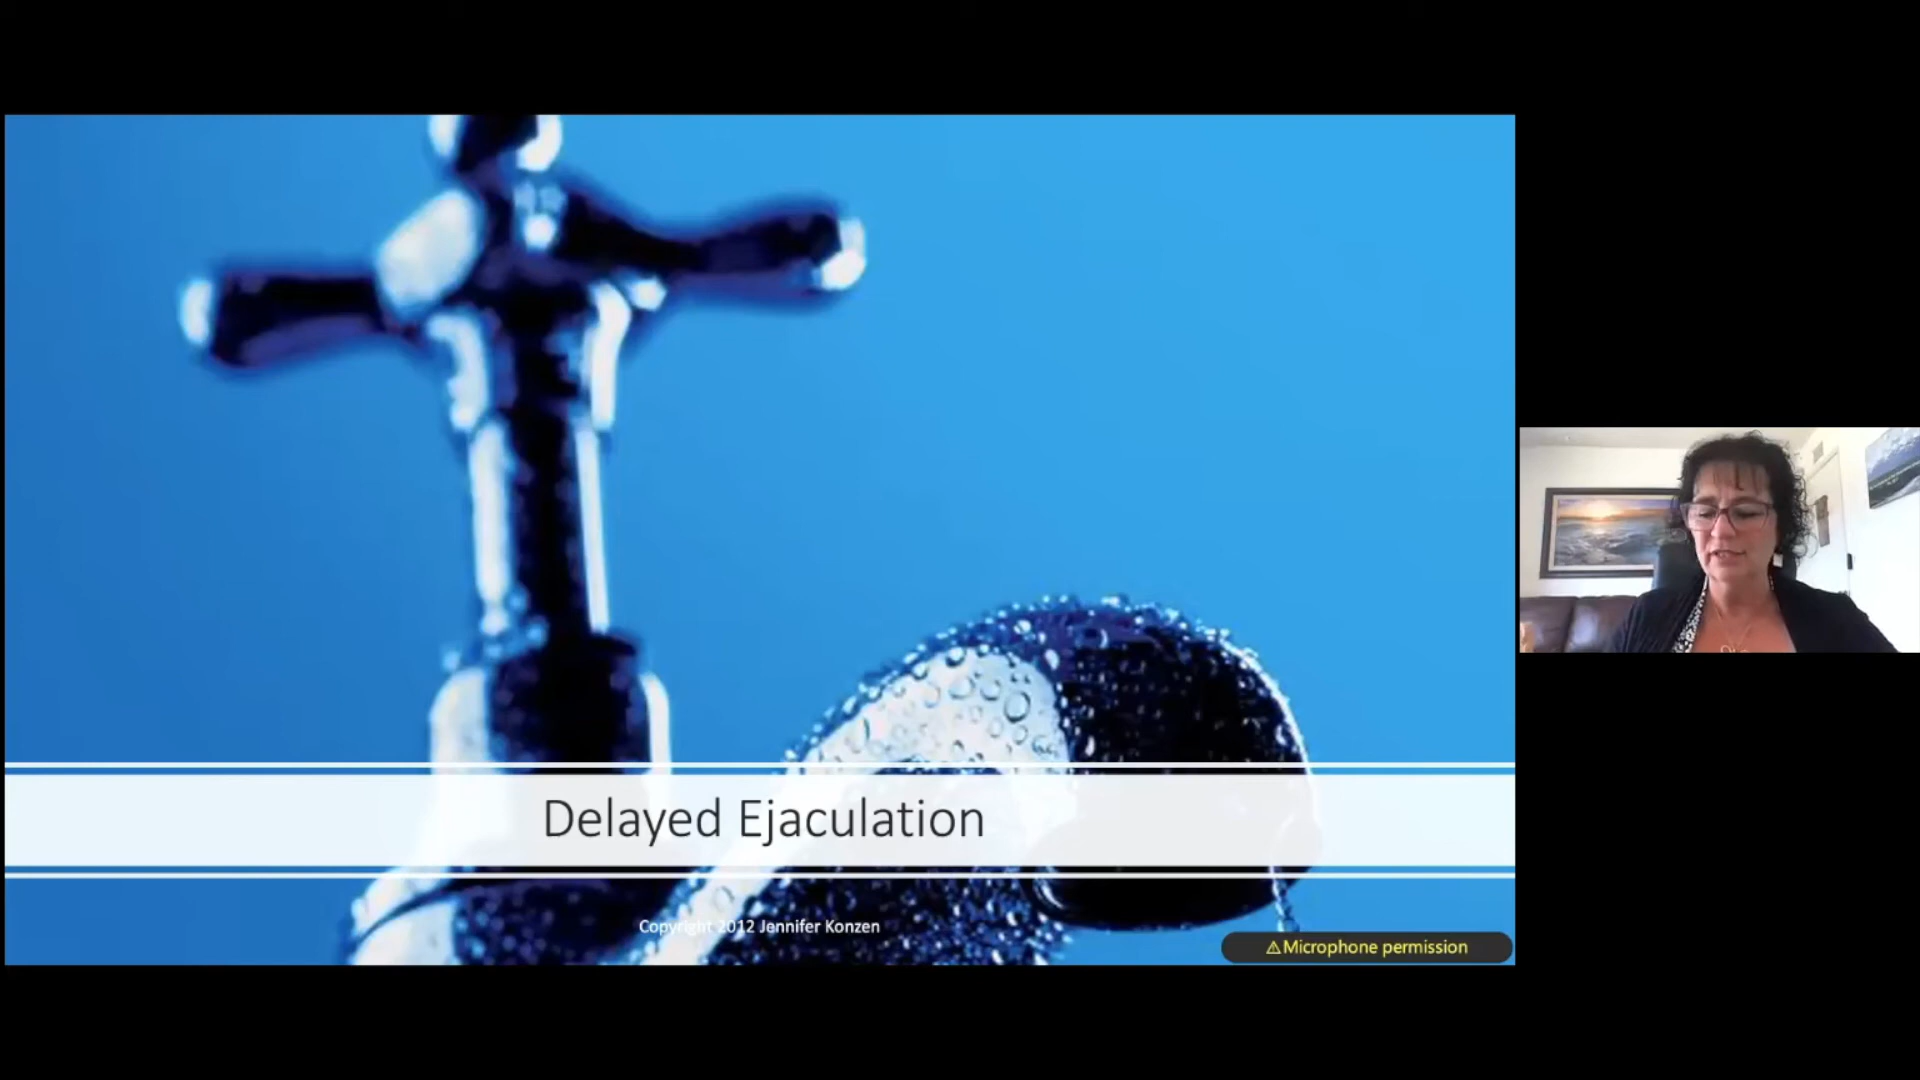 Delayed Ejaculation
Copyright 2012 Jennifer Konzen
⚠Microphone permission